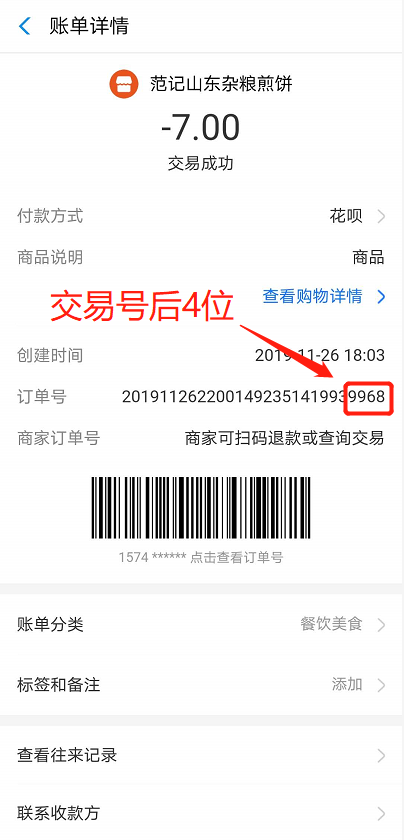 账单详情
范记山东杂粮煎饼
-7.00
交易成功
付款方式 花呗
商品说明 商品
查看购物详情
交易号后4位
创建时间 2019-11-26 18:03
订单号 2019112622001492351419939968
商家订单号 商家可扫码退款或查询交易
1574 ****** 点击查看订单号
账单分类 餐饮美食
标签和备注 添加
查看往来记录
联系收款方